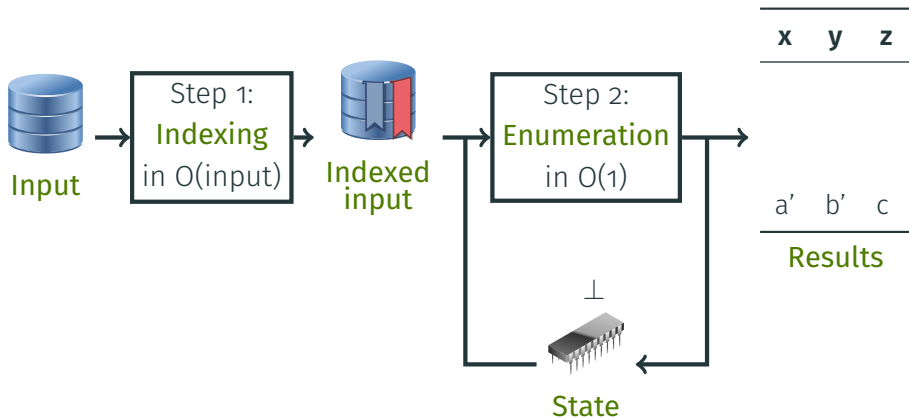 Input
Step 1:
Indexing
in O(input)
Indexed
input
Step 2:
Enumeration
in O(1)
x y z
a' b' c
Results
⊥
State